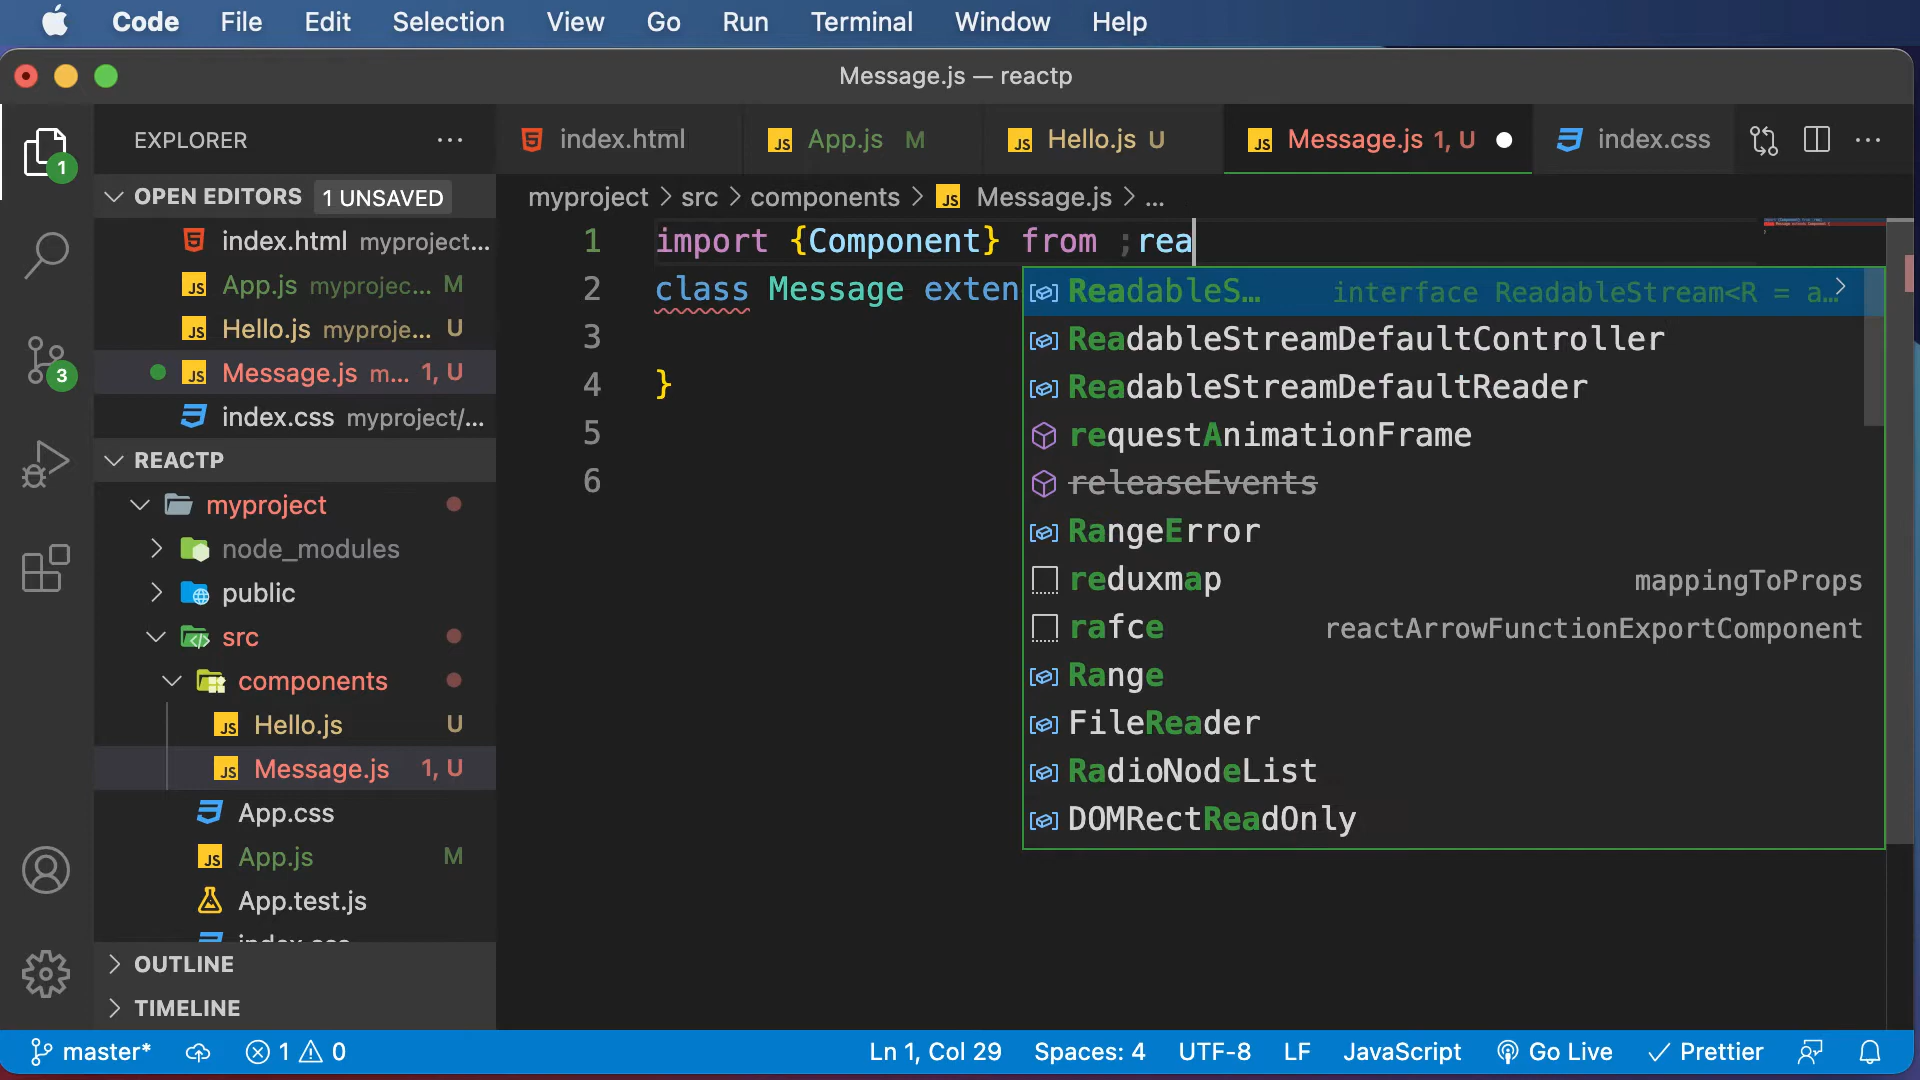 Code File Edit Selection View Go Run Terminal Window Help
Message.js — reactp
EXPLORER
index.html
App.js M
Hello.js U
Message.js 1, U
index.css
OPEN EDITORS 1 UNSAVED
myproject > src > components > Message.js > ...
index.html myproject...
App.js myprojec... M
Hello.js myproje... U
Message.js m... 1, U
index.css myproject/...
REACTP
myproject
node_modules
public
src
components
Hello.js U
Message.js 1, U
App.css
App.js M
App.test.js
index.css
OUTLINE
TIMELINE
1
3
1 import {Component} from ;rea
2 class Message exten
3
4 }
5
6
ReadableS... interface ReadableStream<R = a...
ReadableStreamDefaultController
ReadableStreamDefaultReader
requestAnimationFrame
releaseEvents
RangeError
reduxmap mappingToProps
rafce reactArrowFunctionExportComponent
Range
FileReader
RadioNodeList
DOMRectReadOnly
master* 1 0 Ln 1, Col 29 Spaces: 4 UTF-8 LF JavaScript Go Live Prettier